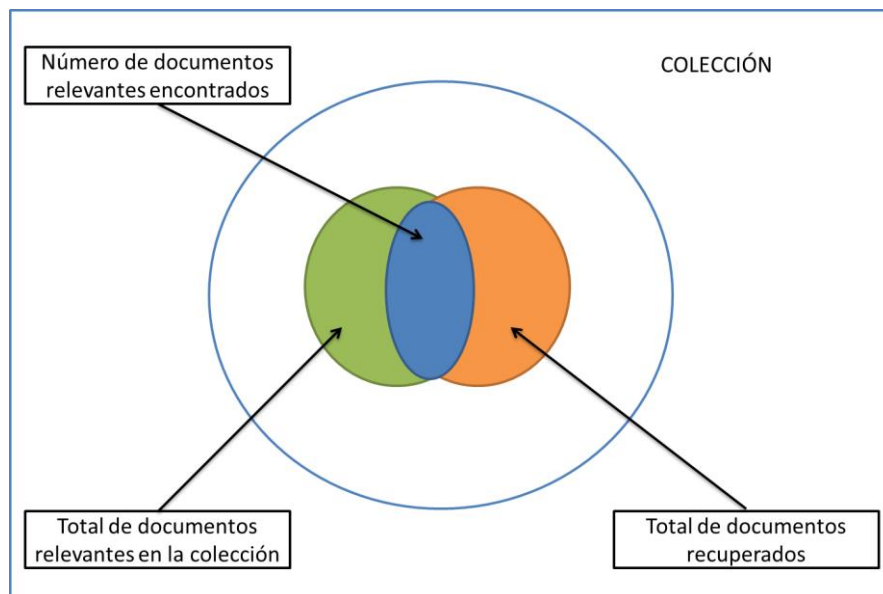 Número de documentos
relevantes encontrados
COLECCIÓN
Total de documentos
relevantes en la colección
Total de documentos
recuperados